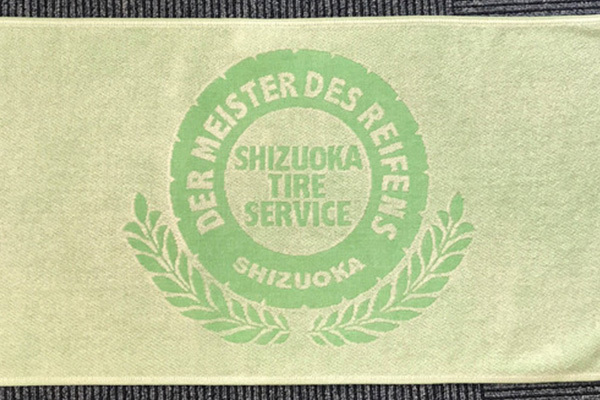 DER MEISTER DES REIFENS
SHIZUOKA
TIRE
SERVICE
SHIZUOKA